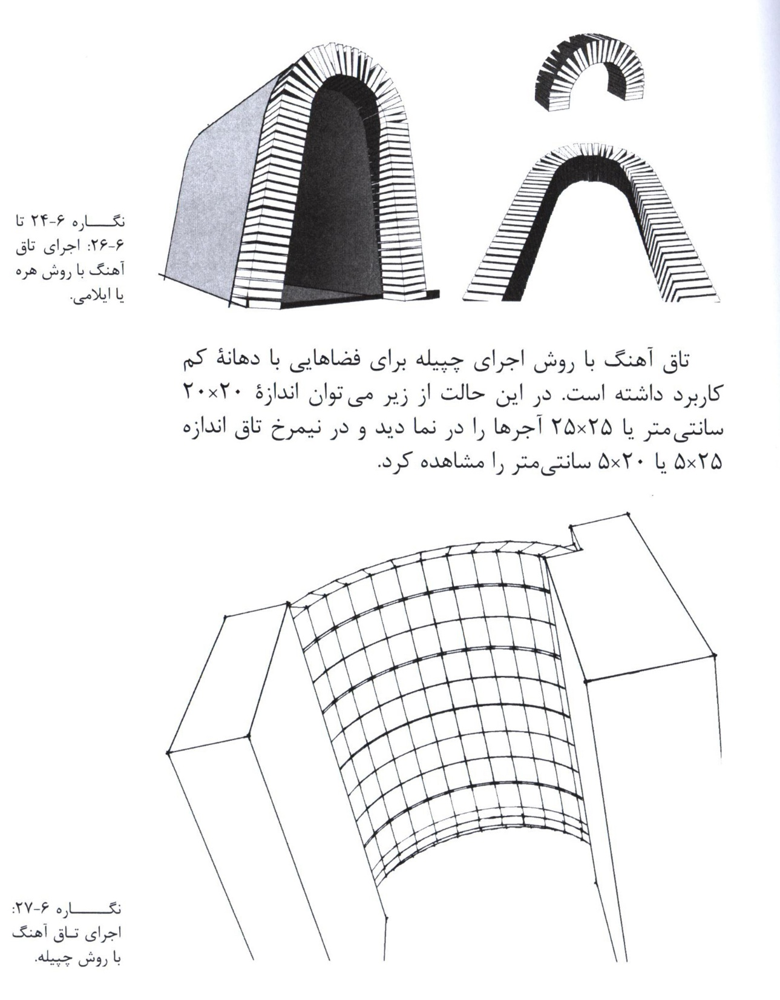 نگاره ۶-۲۴ تا
۶-۲۶: اجرای تاق
آهنگ با روش هره
یا ایلامی.
تاق آهنگ با روش اجرای چپیله برای فضاهایی با دهانهٔ کم
کاربرد داشته است. در این حالت از زیر می‌توان اندازهٔ ۲۰×۲۰
سانتی‌متر یا ۲۵×۲۵ آجرها را در نما دید و در نیمرخ تاق اندازه
۵×۲۵ یا ۵×۲۰ سانتی‌متر را مشاهده کرد.
نگاره ۶-۲۷:
اجرای تاق آهنگ
با روش چپیله.